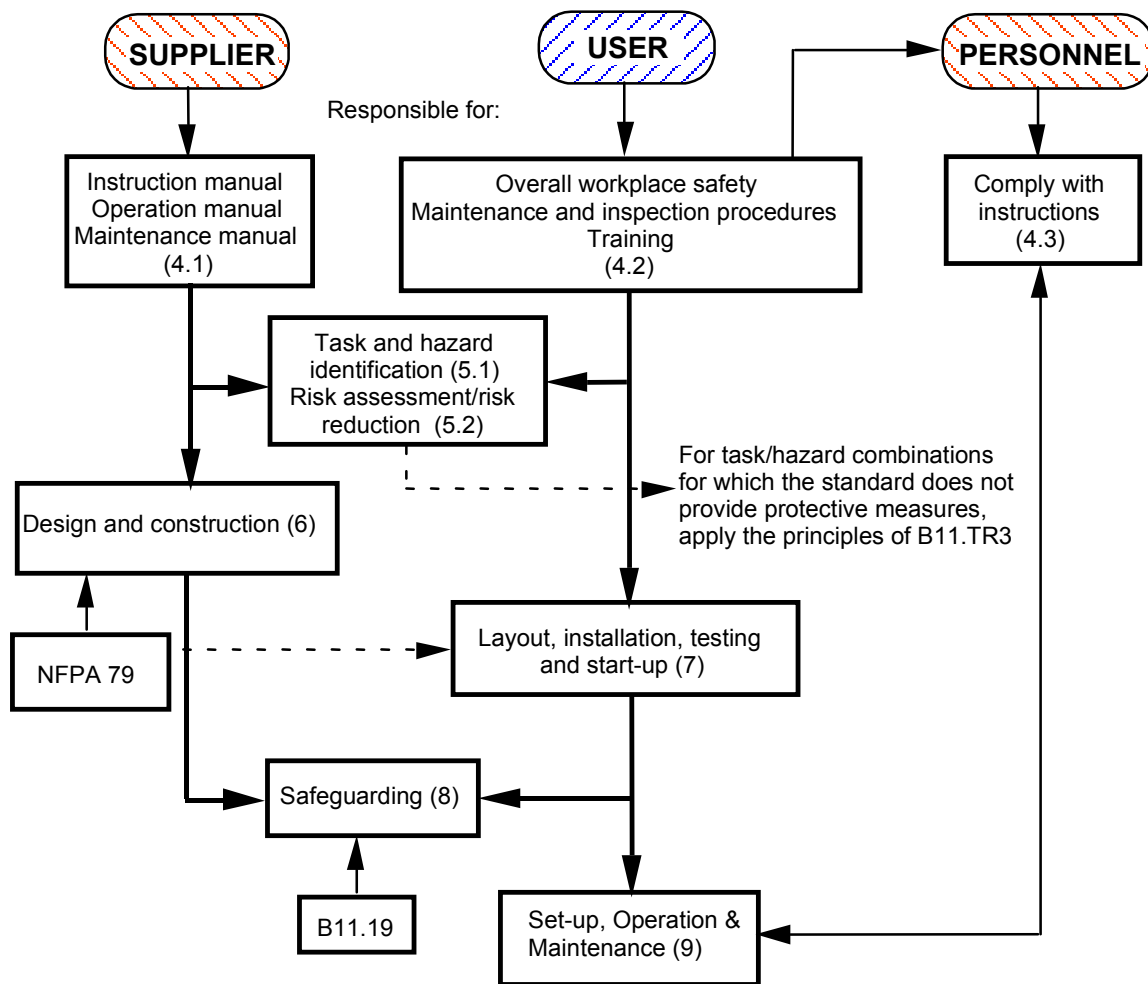 SUPPLIER
USER
PERSONNEL
Responsible for:
Instruction manual
Operation manual
Maintenance manual
(4.1)
Overall workplace safety
Maintenance and inspection procedures
Training
(4.2)
Comply with
instructions
(4.3)
Task and hazard
identification (5.1)
Risk assessment/risk
reduction (5.2)
For task/hazard combinations
for which the standard does not
provide protective measures,
apply the principles of B11.TR3
Design and construction (6)
NFPA 79
Layout, installation, testing
and start-up (7)
Safeguarding (8)
B11.19
Set-up, Operation &
Maintenance (9)